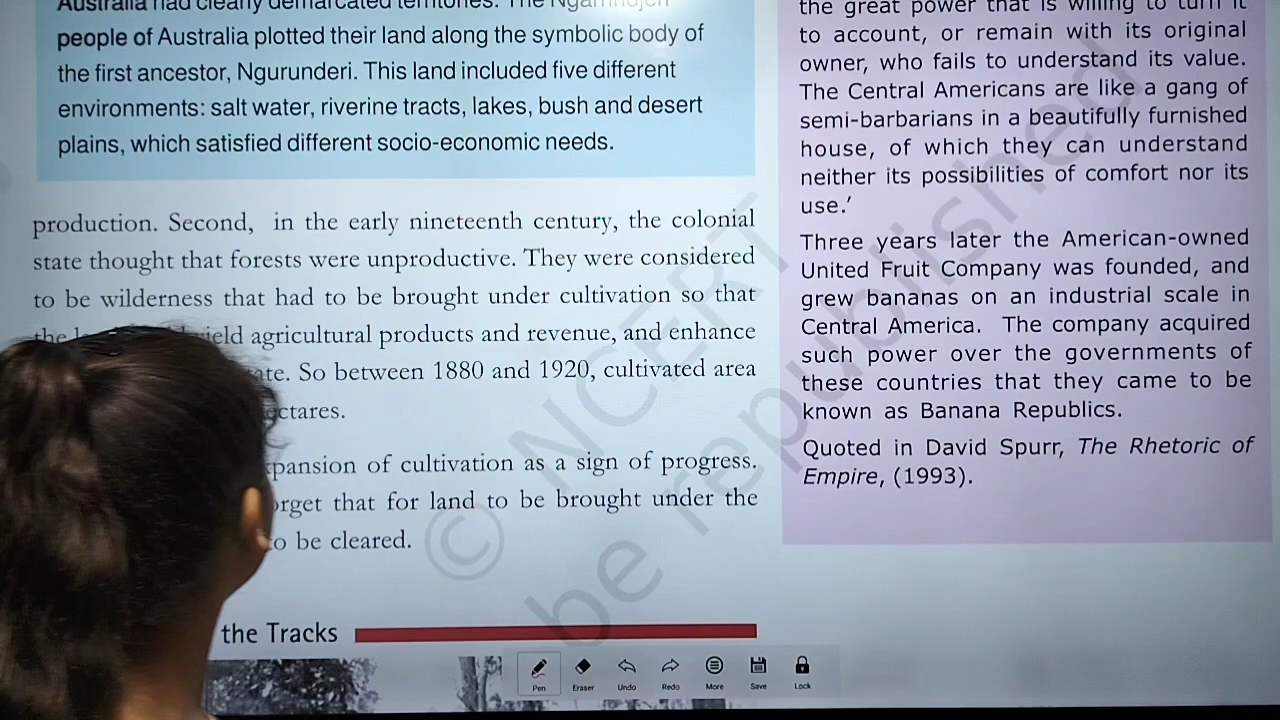 Australia had clearly demarcated territories. The Ngarrindjeri
people of Australia plotted their land along the symbolic body of
the first ancestor, Ngurunderi. This land included five different
environments: salt water, riverine tracts, lakes, bush and desert
plains, which satisfied different socio-economic needs.
production. Second, in the early nineteenth century, the colonial
state thought that forests were unproductive. They were considered
to be wilderness that had to be brought under cultivation so that
the agricultural products and revenue, and enhance
So between 1880 and 1920, cultivated area
of cultivation as a sign of progress.
that for land to be brought under the
be cleared.
the Tracks
the great power that is willing to turn it
to account, or remain with its original
owner, who fails to understand its value.
The Central Americans are like a gang of
semi-barbarians in a beautifully furnished
house, of which they can understand
neither its possibilities of comfort nor its
use.'
Three years later the American-owned
United Fruit Company was founded, and
grew bananas on an industrial scale in
Central America. The company acquired
such power over the governments of
these countries that they came to be
known as Banana Republics.
Quoted in David Spurr, The Rhetoric of
Empire, (1993).
© NCERT
be republished
Pen
Eraser
Undo
Redo
More
Save
Lock